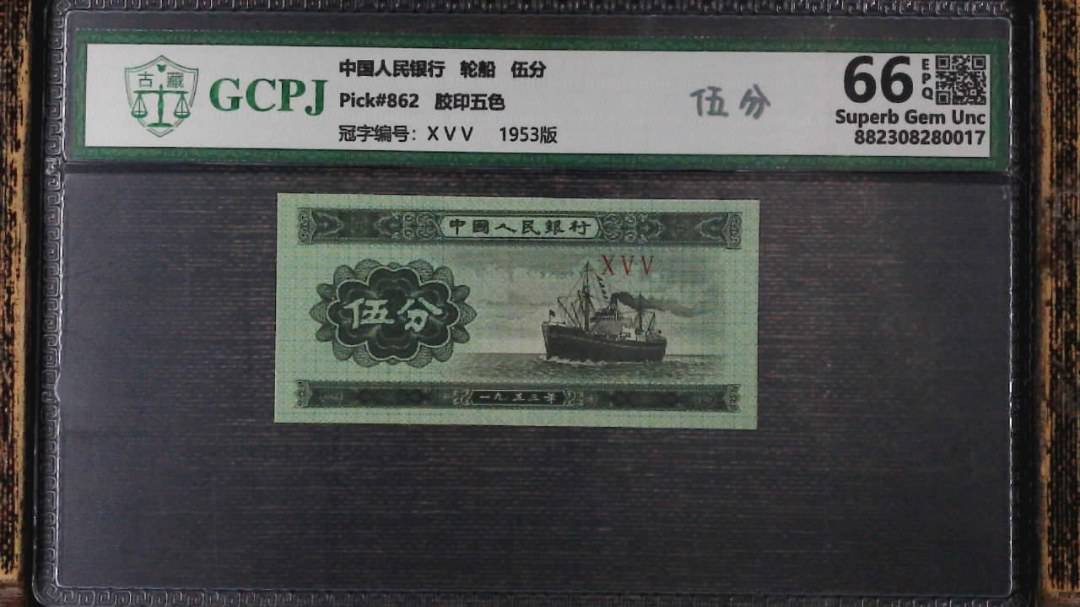 古藏
GCPJ
中国人民银行 轮船 伍分
Pick#862 胶印五色
冠字编号：X V V 1953版
伍分
66 EPQ
Superb Gem Unc
882308280017
中國人民銀行
XVV
伍分
一九五三年